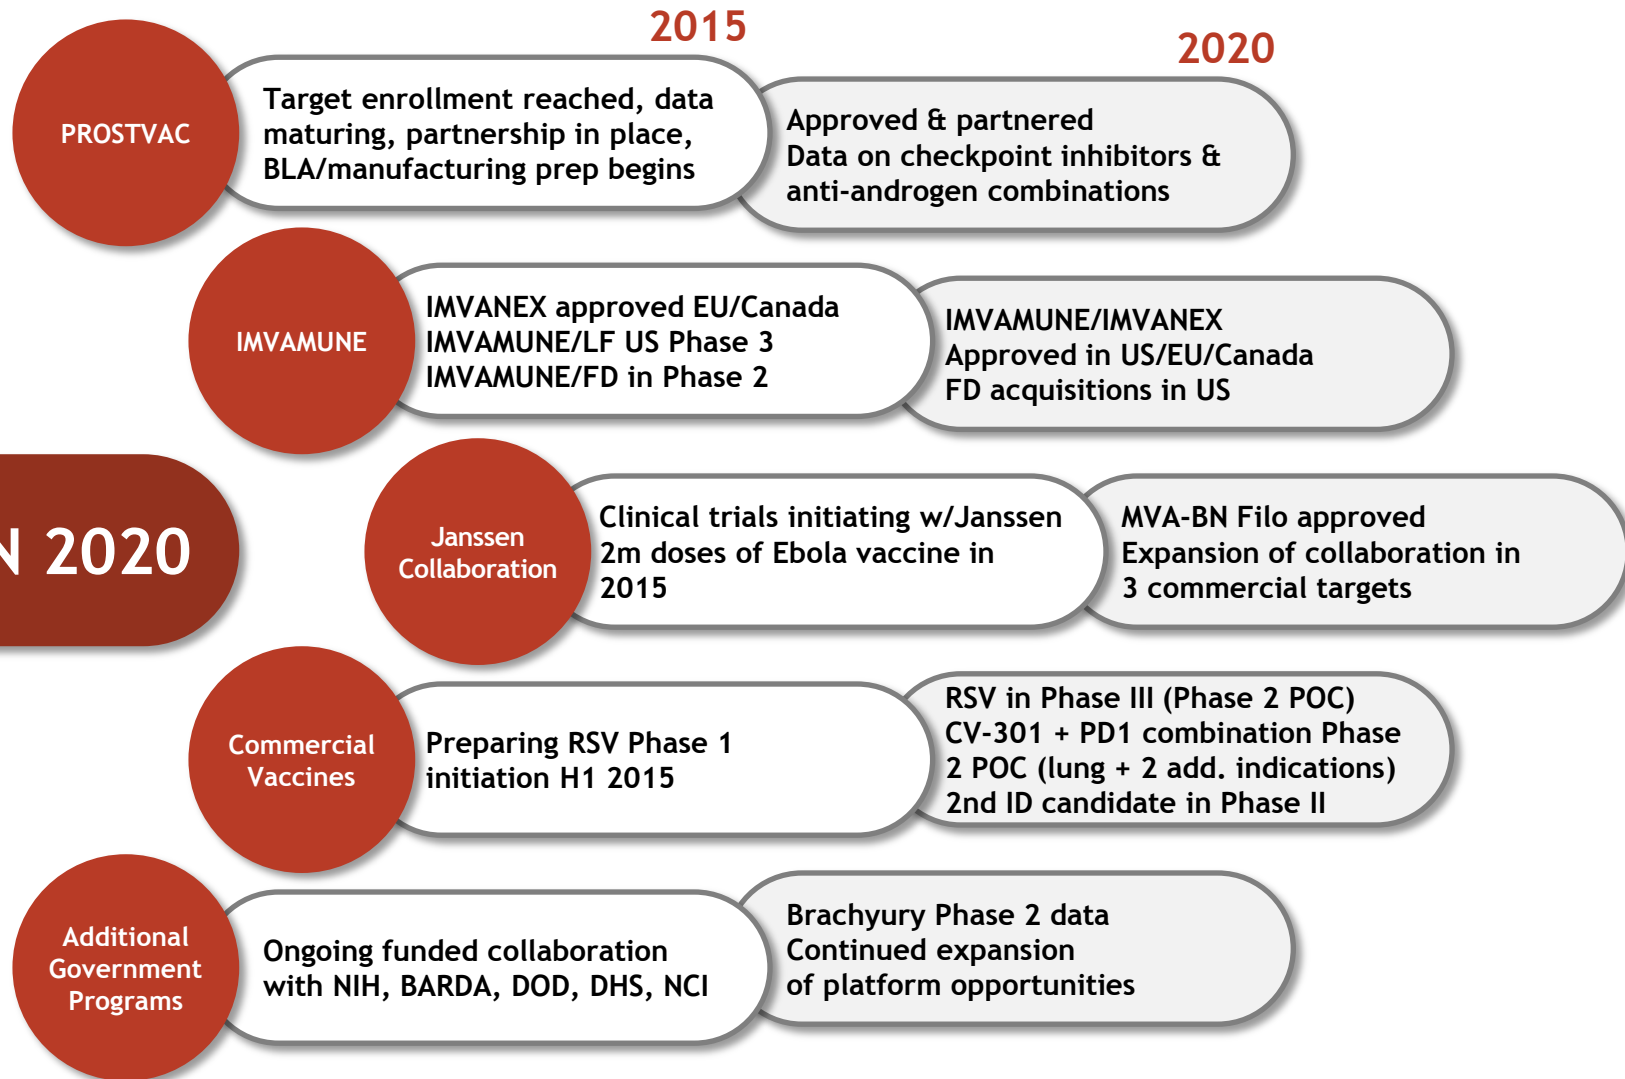 2015
2020
PROSTVAC
Target enrollment reached, data
maturing, partnership in place,
BLA/manufacturing prep begins
Approved & partnered
Data on checkpoint inhibitors &
anti-androgen combinations
IMVAMUNE
IMVANEX approved EU/Canada
IMVAMUNE/LF US Phase 3
IMVAMUNE/FD in Phase 2
IMVAMUNE/IMVANEX
Approved in US/EU/Canada
FD acquisitions in US
N 2020
Janssen
Collaboration
Clinical trials initiating w/Janssen
2m doses of Ebola vaccine in
2015
MVA-BN Filo approved
Expansion of collaboration in
3 commercial targets
Commercial
Vaccines
Preparing RSV Phase 1
initiation H1 2015
RSV in Phase III (Phase 2 POC)
CV-301 + PD1 combination Phase
2 POC (lung + 2 add. indications)
2nd ID candidate in Phase II
Additional
Government
Programs
Ongoing funded collaboration
with NIH, BARDA, DOD, DHS, NCI
Brachyury Phase 2 data
Continued expansion
of platform opportunities